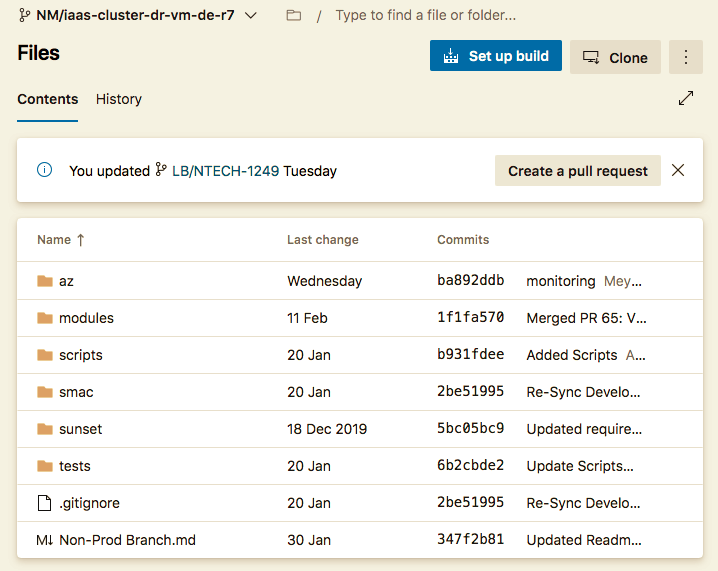 NM/iaas-cluster-dr-vm-de-r7 / Type to find a file or folder...
Files Set up build Clone
Contents History
You updated LB/NTECH-1249 Tuesday Create a pull request
Name ↑ Last change Commits
az Wednesday ba892ddb monitoring Mey...
modules 11 Feb 1f1fa570 Merged PR 65: V...
scripts 20 Jan b931fdee Added Scripts A...
smac 20 Jan 2be51995 Re-Sync Develo...
sunset 18 Dec 2019 5bc05bc9 Updated require...
tests 20 Jan 6b2cbde2 Update Scripts...
.gitignore 20 Jan 2be51995 Re-Sync Develo...
M↓ Non-Prod Branch.md 30 Jan 347f2b81 Updated Readm...